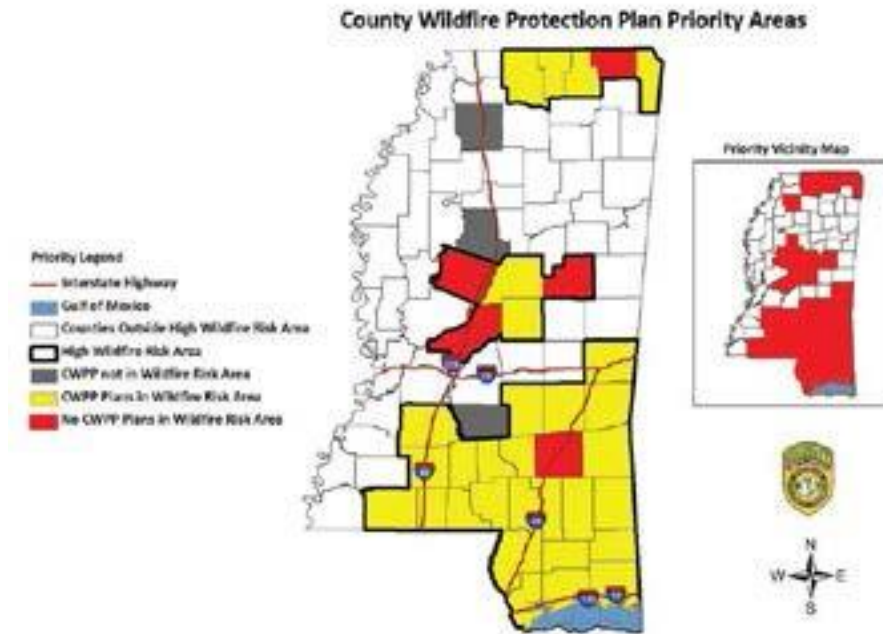 County Wildfire Protection Plan Priority Areas
Priority Vicinity Map
Priority Legend
Interstate Highway
Gulf of Mexico
Counties Outside High Wildfire Risk Area
High Wildfire Risk Area
CWPP not in Wildfire Risk Area
CWPP Plans in Wildfire Risk Area
No CWPP Plans in Wildfire Risk Area
N
W
E
S